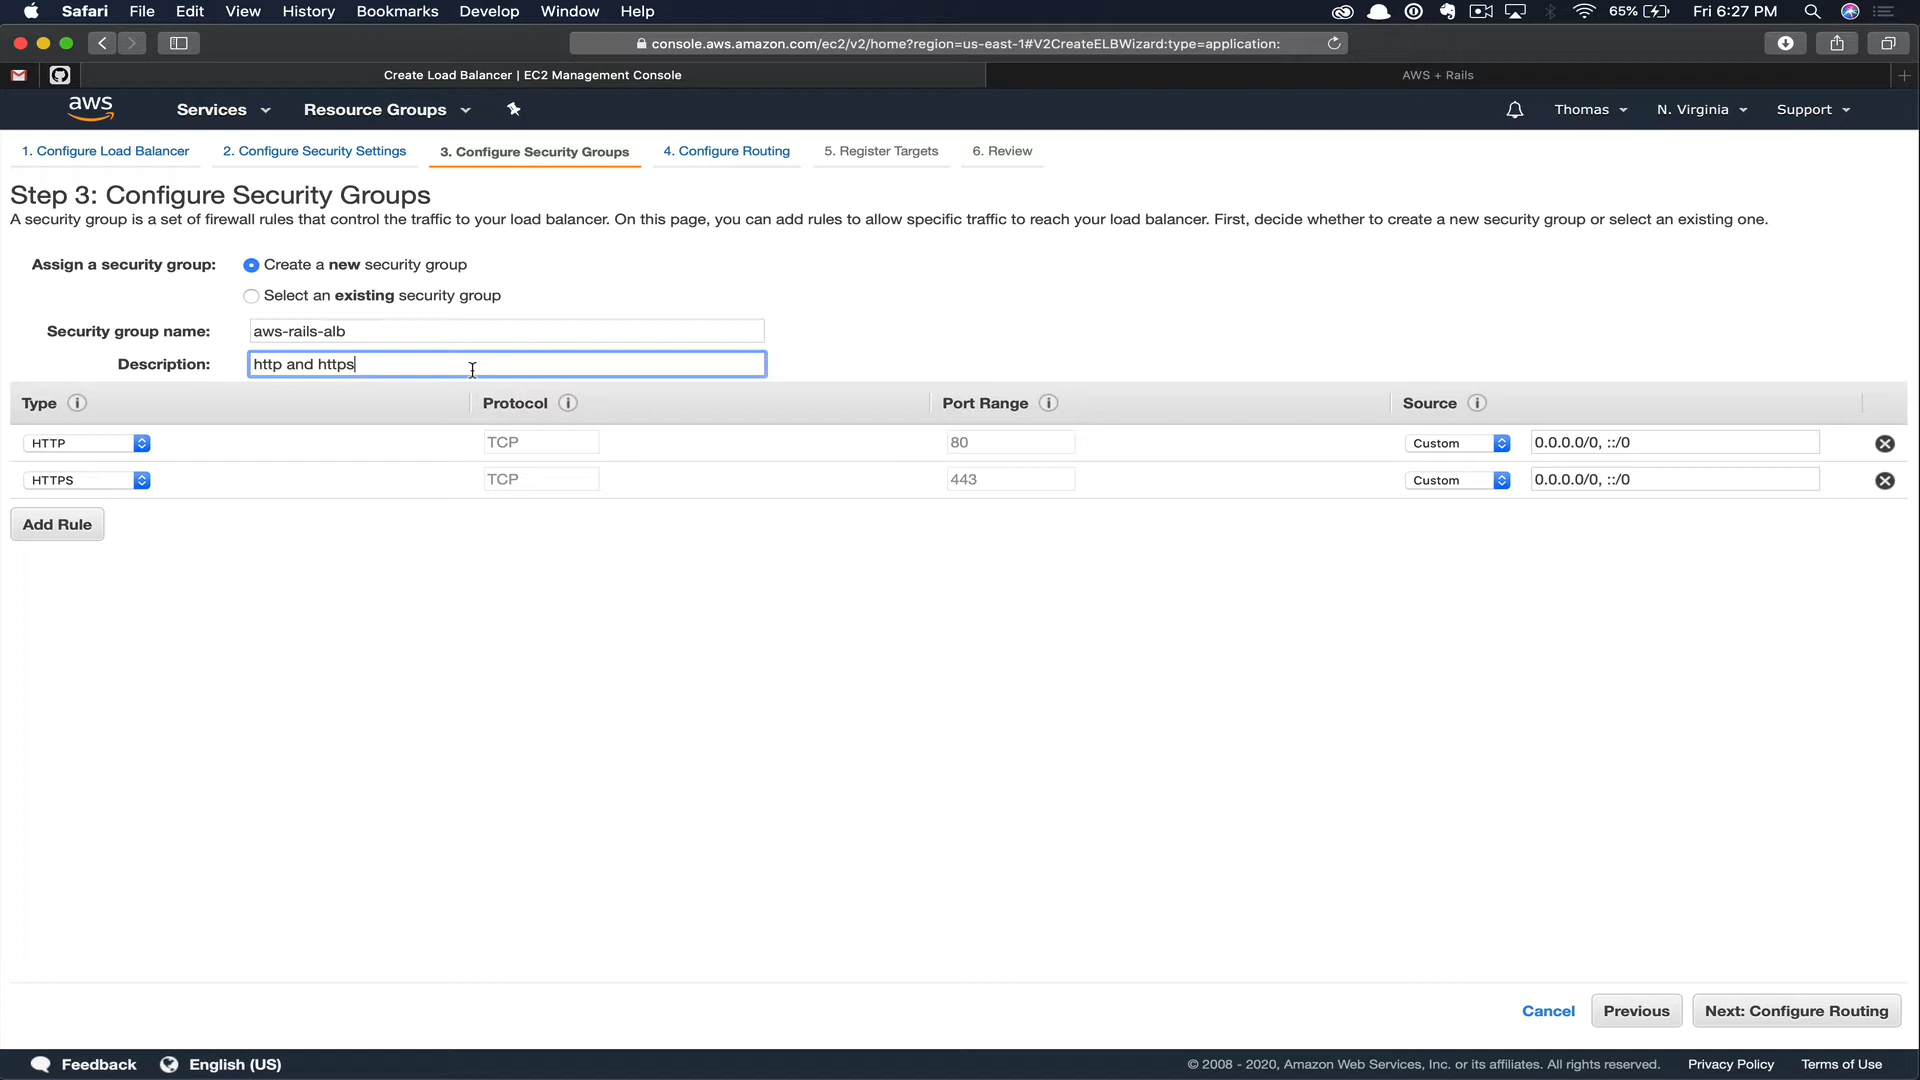 Safari File Edit View History Bookmarks Develop Window Help 65% Fri 6:27 PM
console.aws.amazon.com/ec2/v2/home?region=us-east-1#V2CreateELBWizard:type=application:
Create Load Balancer | EC2 Management Console AWS + Rails
aws Services Resource Groups Thomas N. Virginia Support
1. Configure Load Balancer 2. Configure Security Settings 3. Configure Security Groups 4. Configure Routing 5. Register Targets 6. Review
Step 3: Configure Security Groups
A security group is a set of firewall rules that control the traffic to your load balancer. On this page, you can add rules to allow specific traffic to reach your load balancer. First, decide whether to create a new security group or select an existing one.
Assign a security group: Create a new security group
Select an existing security group
Security group name: aws-rails-alb
Description: http and https
Type Protocol Port Range Source
HTTP TCP 80 Custom 0.0.0.0/0, ::/0
HTTPS TCP 443 Custom 0.0.0.0/0, ::/0
Add Rule
Cancel Previous Next: Configure Routing
Feedback English (US) © 2008 - 2020, Amazon Web Services, Inc. or its affiliates. All rights reserved. Privacy Policy Terms of Use